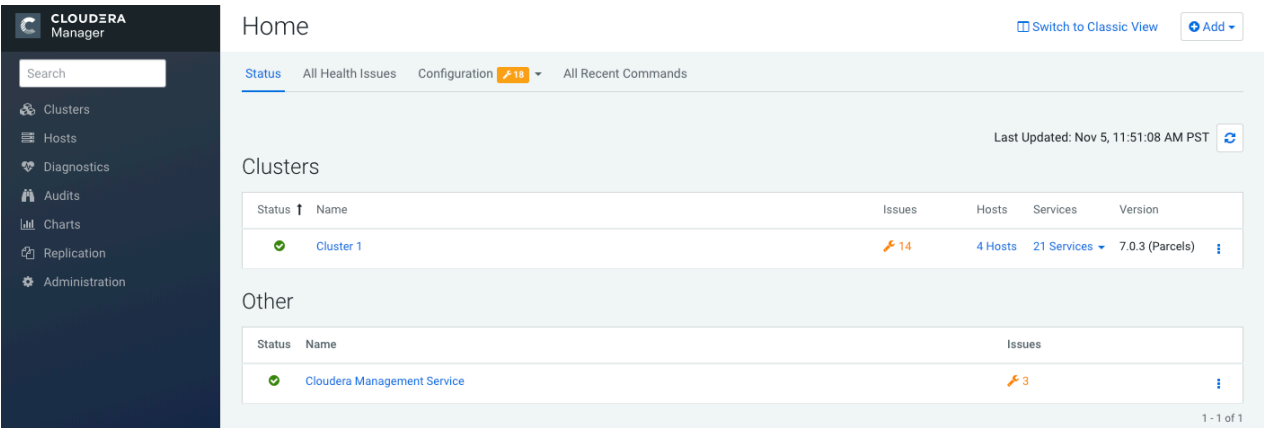 CLOUDERA
Manager
Home
Switch to Classic View
Add
Search
Status All Health Issues Configuration 18 All Recent Commands
Clusters
Hosts
Diagnostics
Audits
Charts
Replication
Administration
Last Updated: Nov 5, 11:51:08 AM PST
Clusters
Status Name Issues Hosts Services Version
Cluster 1 14 4 Hosts 21 Services 7.0.3 (Parcels)
Other
Status Name Issues
Cloudera Management Service 3
1 - 1 of 1